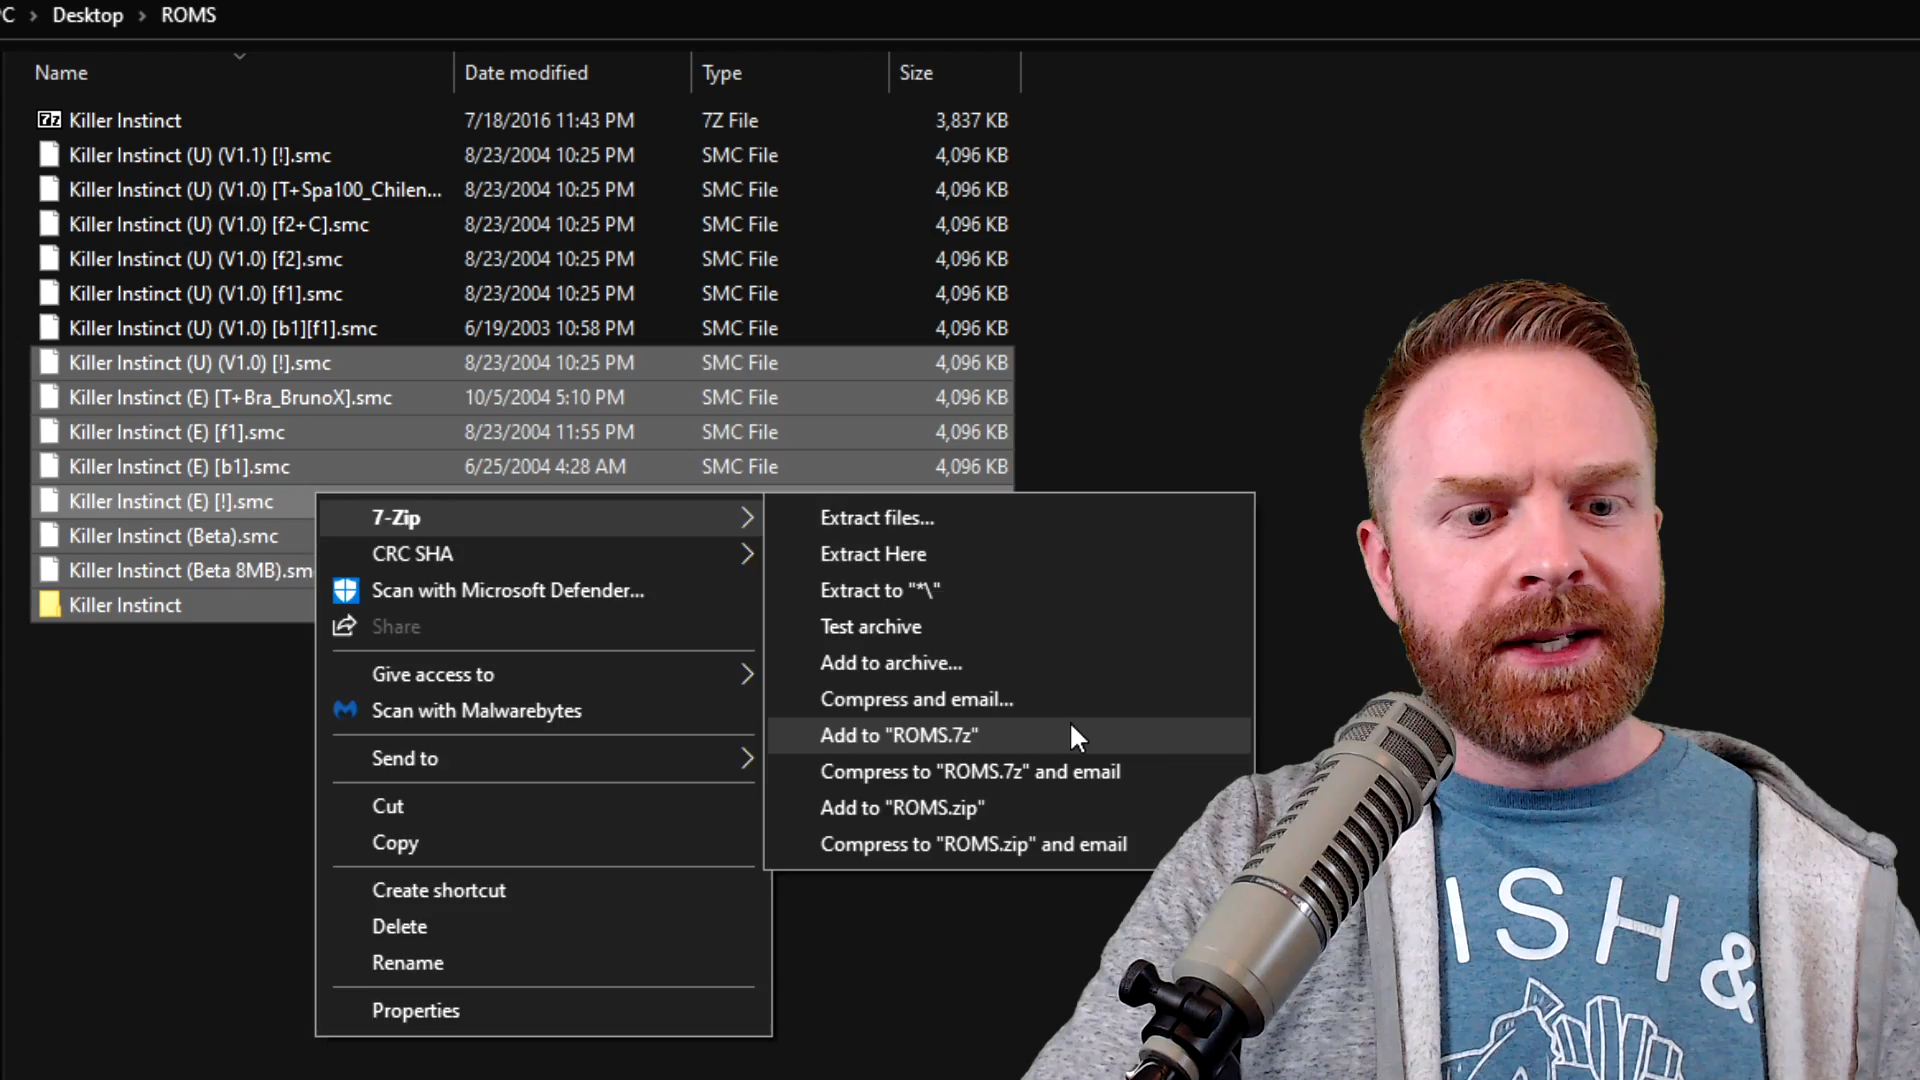 C > Desktop > ROMS
Name Date modified Type Size
7z Killer Instinct 7/18/2016 11:43 PM 7Z File 3,837 KB
Killer Instinct (U) (V1.1) [!].smc 8/23/2004 10:25 PM SMC File 4,096 KB
Killer Instinct (U) (V1.0) [T+Spa100_Chilen... 8/23/2004 10:25 PM SMC File 4,096 KB
Killer Instinct (U) (V1.0) [f2+C].smc 8/23/2004 10:25 PM SMC File 4,096 KB
Killer Instinct (U) (V1.0) [f2].smc 8/23/2004 10:25 PM SMC File 4,096 KB
Killer Instinct (U) (V1.0) [f1].smc 8/23/2004 10:25 PM SMC File 4,096 KB
Killer Instinct (U) (V1.0) [b1][f1].smc 6/19/2003 10:58 PM SMC File 4,096 KB
Killer Instinct (U) (V1.0) [!].smc 8/23/2004 10:25 PM SMC File 4,096 KB
Killer Instinct (E) [T+Bra_BrunoX].smc 10/5/2004 5:10 PM SMC File 4,096 KB
Killer Instinct (E) [f1].smc 8/23/2004 11:55 PM SMC File 4,096 KB
Killer Instinct (E) [b1].smc 6/25/2004 4:28 AM SMC File 4,096 KB
Killer Instinct (E) [!].smc
Killer Instinct (Beta).smc
Killer Instinct (Beta 8MB).sm
Killer Instinct
7-Zip
CRC SHA
Scan with Microsoft Defender...
Share
Give access to
Scan with Malwarebytes
Send to
Cut
Copy
Create shortcut
Delete
Rename
Properties
Extract files...
Extract Here
Extract to "*\"
Test archive
Add to archive...
Compress and email...
Add to "ROMS.7z"
Compress to "ROMS.7z" and email
Add to "ROMS.zip"
Compress to "ROMS.zip" and email
ISH &